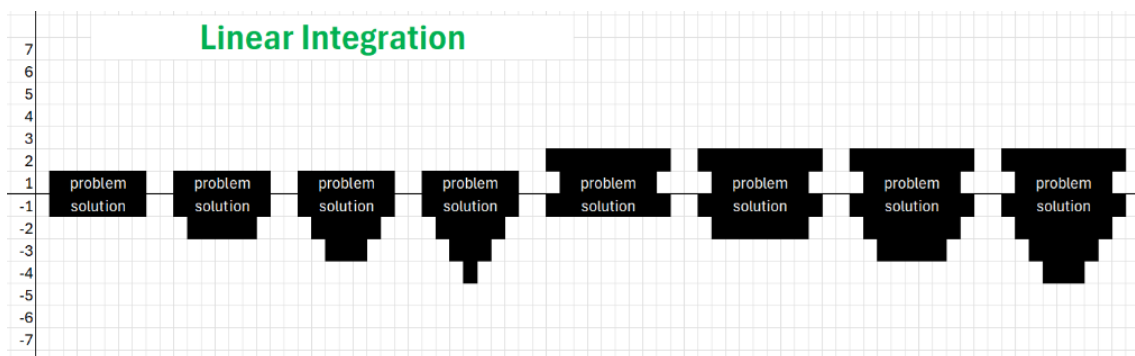 Linear Integration
7
6
5
4
3
2
1
-1
-2
-3
-4
-5
-6
-7
problem
solution
problem
solution
problem
solution
problem
solution
problem
solution
problem
solution
problem
solution
problem
solution